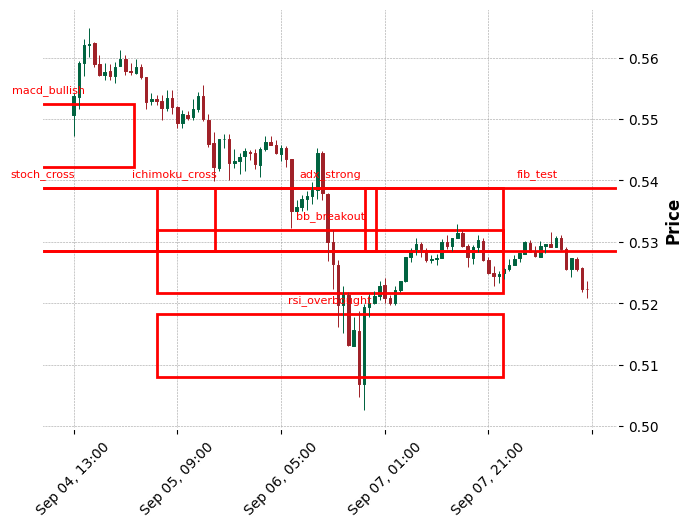 macd_bullish
stoch_cross
ichimoku_cross
adx_strong
fib_test
bb_breakout
rsi_overbought
0.56
0.55
0.54
0.53
0.52
0.51
0.50
Price
Sep 04, 13:00
Sep 05, 09:00
Sep 06, 05:00
Sep 07, 01:00
Sep 07, 21:00